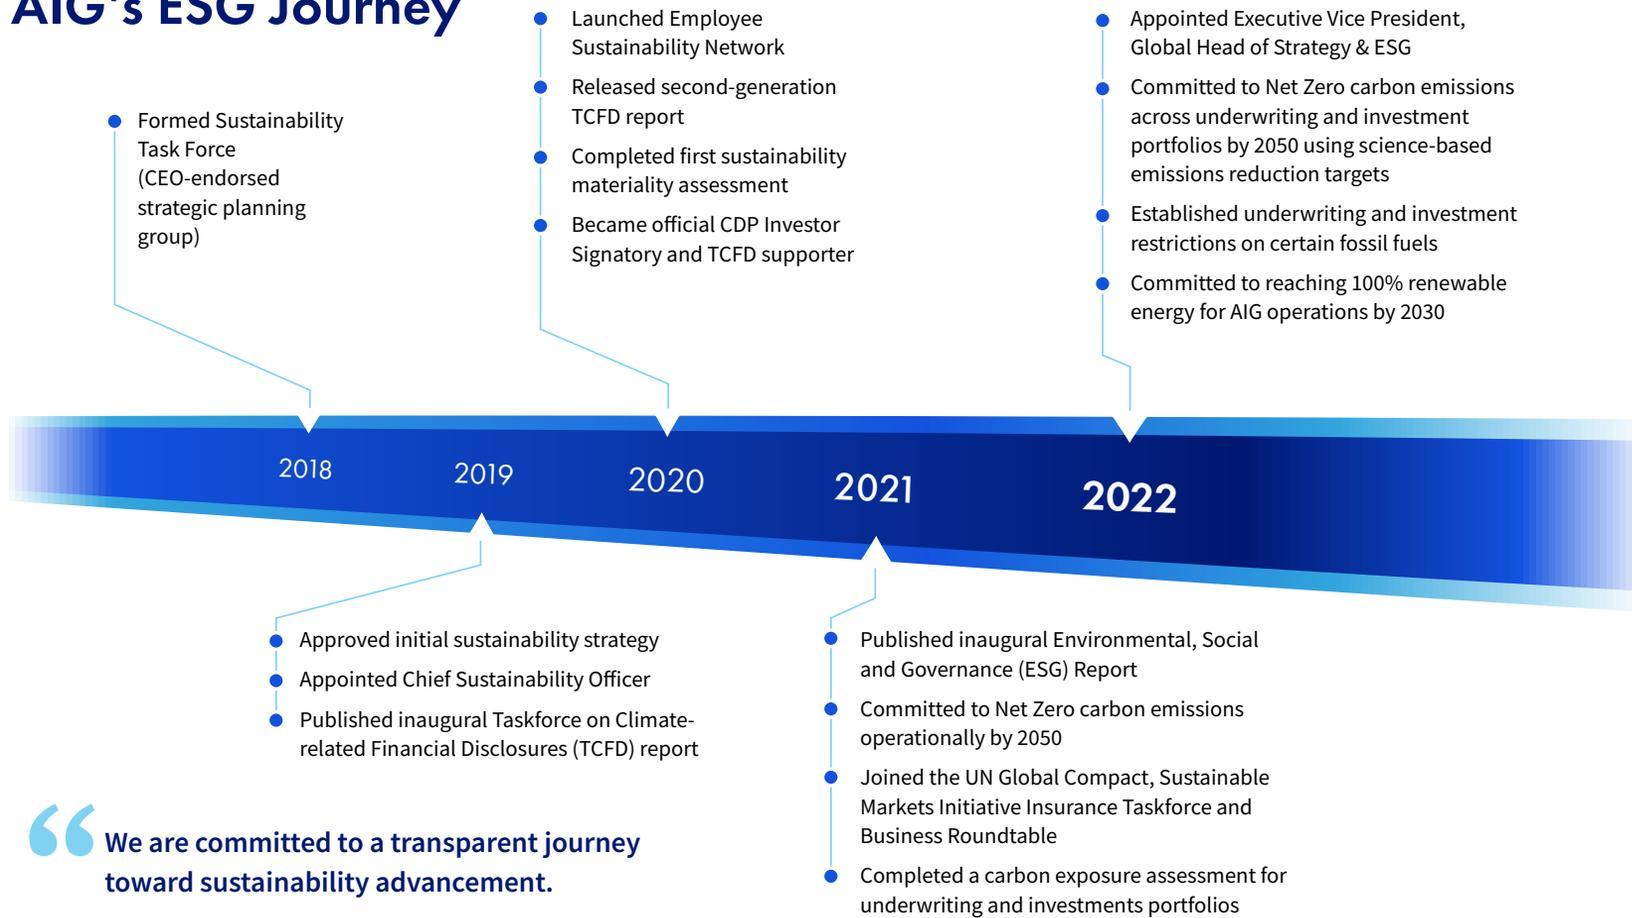 AIG's ESG Journey
Formed Sustainability
Task Force
(CEO-endorsed
strategic planning
group)
Launched Employee
Sustainability Network
Released second-generation
TCFD report
Completed first sustainability
materiality assessment
Became official CDP Investor
Signatory and TCFD supporter
Appointed Executive Vice President,
Global Head of Strategy & ESG
Committed to Net Zero carbon emissions
across underwriting and investment
portfolios by 2050 using science-based
emissions reduction targets
Established underwriting and investment
restrictions on certain fossil fuels
Committed to reaching 100% renewable
energy for AIG operations by 2030
2018
2019
2020
2021
2022
Approved initial sustainability strategy
Appointed Chief Sustainability Officer
Published inaugural Taskforce on Climate-
related Financial Disclosures (TCFD) report
Published inaugural Environmental, Social
and Governance (ESG) Report
Committed to Net Zero carbon emissions
operationally by 2050
Joined the UN Global Compact, Sustainable
Markets Initiative Insurance Taskforce and
Business Roundtable
Completed a carbon exposure assessment for
underwriting and investments portfolios
“ We are committed to a transparent journey
toward sustainability advancement.